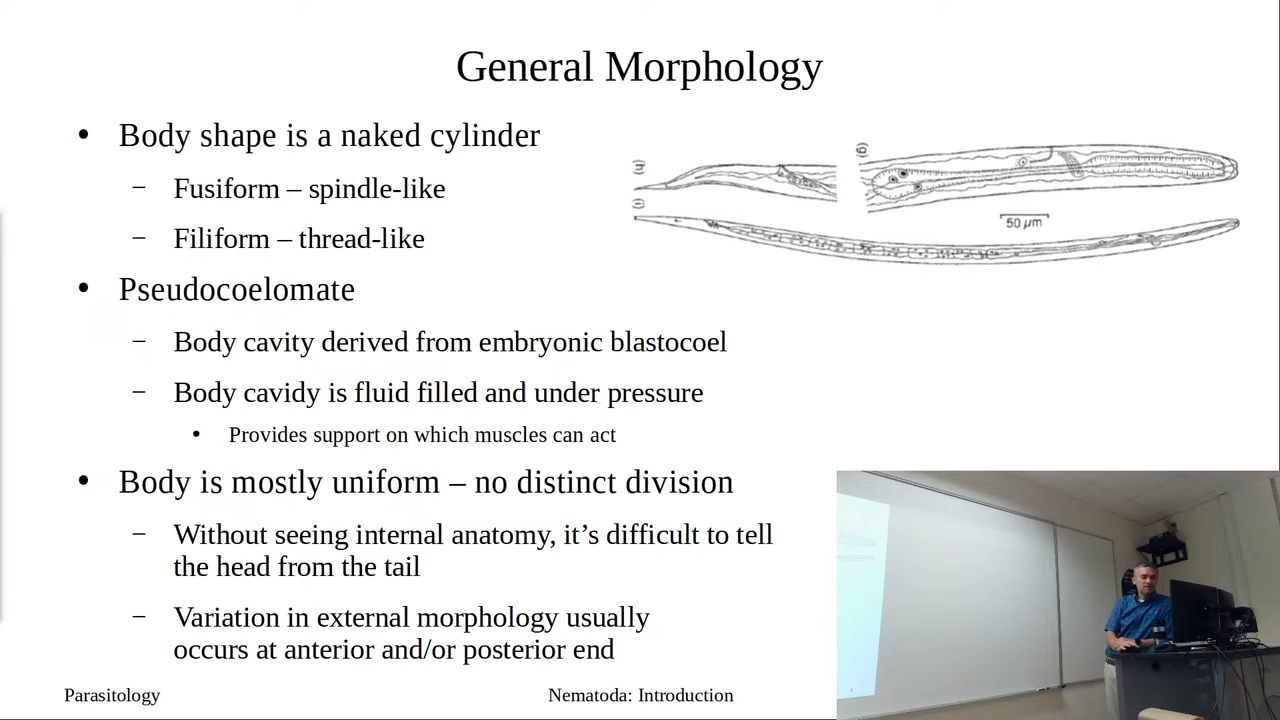 General Morphology
• Body shape is a naked cylinder
– Fusiform – spindle-like
– Filiform – thread-like
• Pseudocoelomate
– Body cavity derived from embryonic blastocoel
– Body cavidy is fluid filled and under pressure
• Provides support on which muscles can act
• Body is mostly uniform – no distinct division
– Without seeing internal anatomy, it’s difficult to tell
the head from the tail
– Variation in external morphology usually
occurs at anterior and/or posterior end
(h)
(g)
(i)
50 µm
Parasitology
Nematoda: Introduction